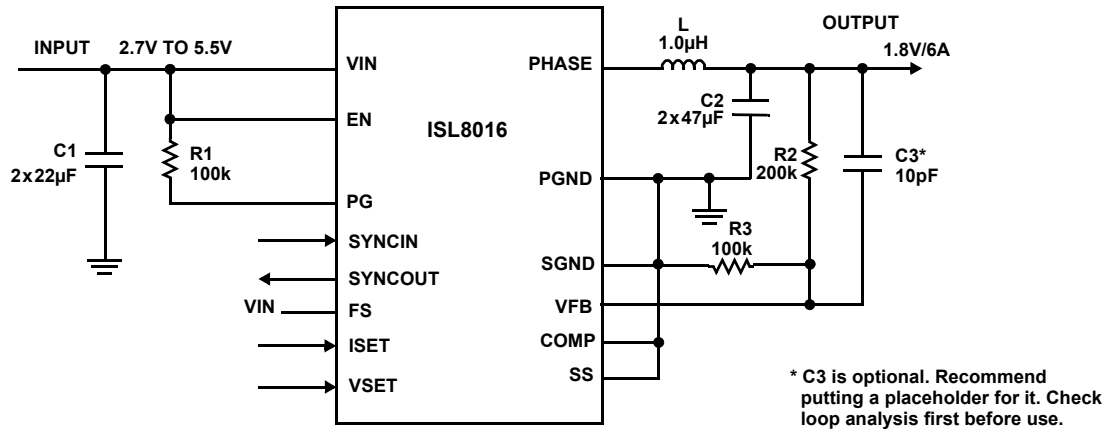 INPUT 2.7V TO 5.5V
C1
2x22µF
R1
100k
VIN
EN
PG
SYNCIN
SYNCOUT
VIN
FS
ISET
VSET
ISL8016
PHASE
PGND
SGND
VFB
COMP
SS
L
1.0µH
OUTPUT
1.8V/6A
C2
2x47µF
R2
200k
C3*
10pF
R3
100k
* C3 is optional. Recommend
putting a placeholder for it. Check
loop analysis first before use.